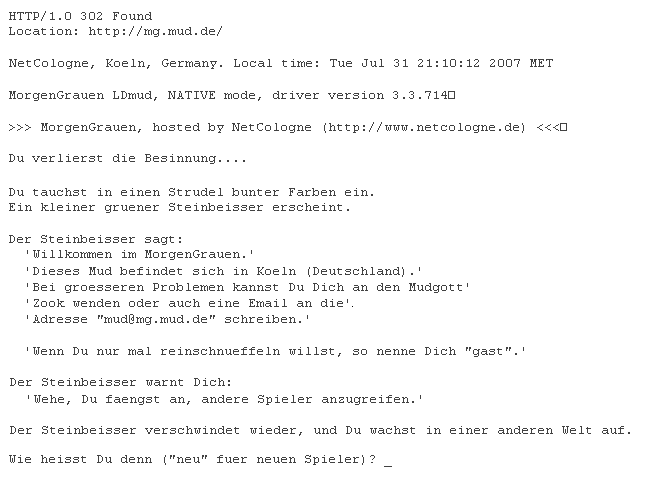 HTTP/1.0 302 Found
Location: http://mg.mud.de/
NetCologne, Koeln, Germany. Local time: Tue Jul 31 21:10:12 2007 MET
MorgenGrauen LDmud, NATIVE mode, driver version 3.3.714□
>>> MorgenGrauen, hosted by NetCologne (http://www.netcologne.de) <<<□
Du verlierst die Besinnung....
Du tauchst in einen Strudel bunter Farben ein.
Ein kleiner gruener Steinbeisser erscheint.
Der Steinbeisser sagt:
'Willkommen im MorgenGrauen.'
'Dieses Mud befindet sich in Koeln (Deutschland).'
'Bei groesseren Problemen kannst Du Dich an den Mudgott'
'Zook wenden oder auch eine Email an die'.
'Adresse "mud@mg.mud.de" schreiben.'
'Wenn Du nur mal reinschnueffeln willst, so nenne Dich "gast".'
Der Steinbeisser warnt Dich:
'Wehe, Du faengst an, andere Spieler anzugreifen.'
Der Steinbeisser verschwindet wieder, und Du wachst in einer anderen Welt auf.
Wie heisst Du denn ("neu" fuer neuen Spieler)? _